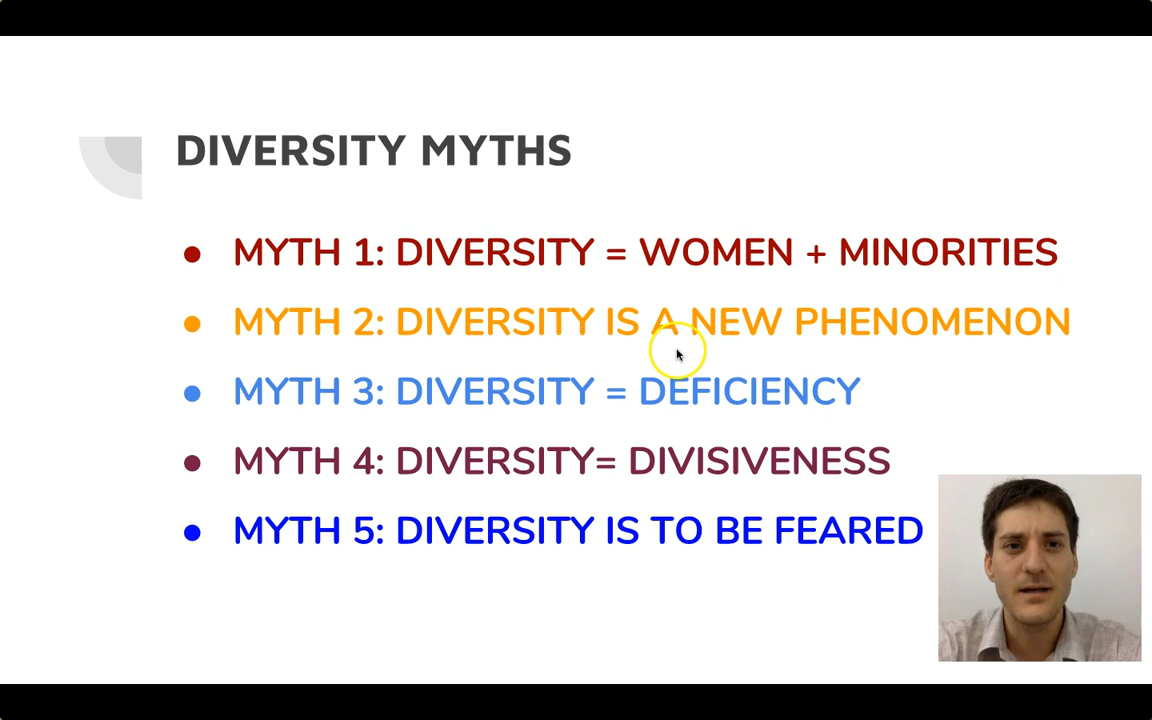 DIVERSITY MYTHS
● MYTH 1: DIVERSITY = WOMEN + MINORITIES
● MYTH 2: DIVERSITY IS A NEW PHENOMENON
● MYTH 3: DIVERSITY = DEFICIENCY
● MYTH 4: DIVERSITY= DIVISIVENESS
● MYTH 5: DIVERSITY IS TO BE FEARED